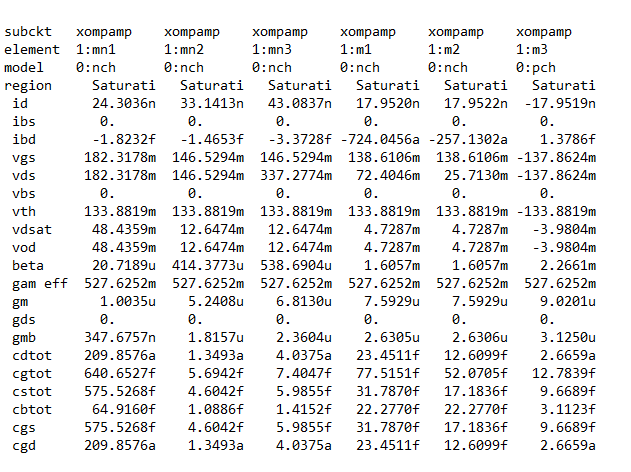 subckt xompamp xompamp xompamp xompamp xompamp xompamp
element 1:mn1 1:mn2 1:mn3 1:m1 1:m2 1:m3
model 0:nch 0:nch 0:nch 0:nch 0:nch 0:pch
region Saturati Saturati Saturati Saturati Saturati Saturati
id 24.3036n 33.1413n 43.0837n 17.9520n 17.9522n -17.9519n
ibs 0. 0. 0. 0. 0. 0.
ibd -1.8232f -1.4653f -3.3728f -724.0456a -257.1302a 1.3786f
vgs 182.3178m 146.5294m 146.5294m 138.6106m 138.6106m -137.8624m
vds 182.3178m 146.5294m 337.2774m 72.4046m 25.7130m -137.8624m
vbs 0. 0. 0. 0. 0. 0.
vth 133.8819m 133.8819m 133.8819m 133.8819m 133.8819m -133.8819m
vdsat 48.4359m 12.6474m 12.6474m 4.7287m 4.7287m -3.9804m
vod 48.4359m 12.6474m 12.6474m 4.7287m 4.7287m -3.9804m
beta 20.7189u 414.3773u 538.6904u 1.6057m 1.6057m 2.2661m
gam eff 527.6252m 527.6252m 527.6252m 527.6252m 527.6252m 527.6252m
gm 1.0035u 5.2408u 6.8130u 7.5929u 7.5929u 9.0201u
gds 0. 0. 0. 0. 0. 0.
gmb 347.6757n 1.8157u 2.3604u 2.6305u 2.6306u 3.1250u
cdtot 209.8576a 1.3493a 4.0375a 23.4511f 12.6099f 2.6659a
cgtot 640.6527f 5.6942f 7.4047f 77.5151f 52.0705f 12.7839f
cstot 575.5268f 4.6042f 5.9855f 31.7870f 17.1836f 9.6689f
cbtot 64.9160f 1.0886f 1.4152f 22.2770f 22.2770f 3.1123f
cgs 575.5268f 4.6042f 5.9855f 31.7870f 17.1836f 9.6689f
cgd 209.8576a 1.3493a 4.0375a 23.4511f 12.6099f 2.6659a